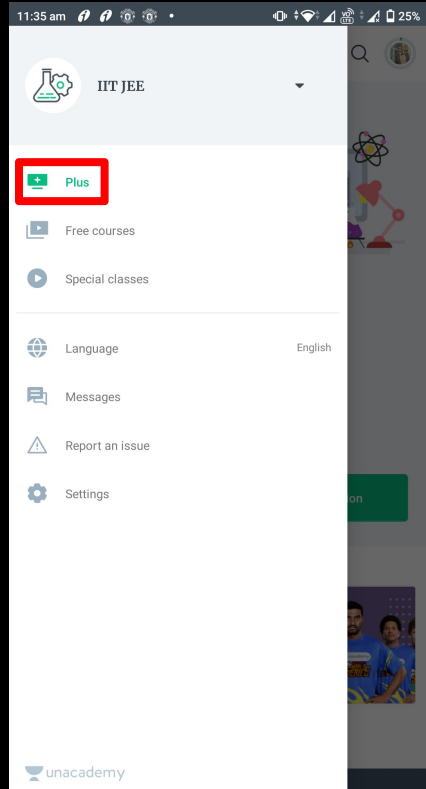 11:35 am 25%
IIT JEE
Plus
Free courses
Special classes
Language English
Messages
Report an issue
Settings
on
unacademy